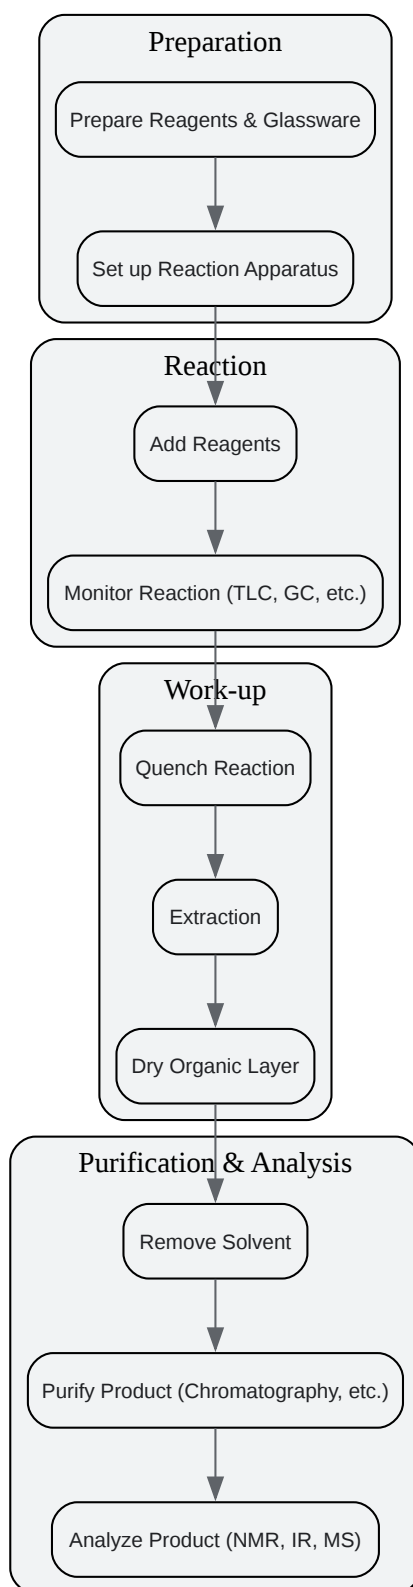 Preparation
Prepare Reagents & Glassware
Set up Reaction Apparatus
Reaction
Add Reagents
Monitor Reaction (TLC, GC, etc.)
Work-up
Quench Reaction
Extraction
Dry Organic Layer
Purification & Analysis
Remove Solvent
Purify Product (Chromatography, etc.)
Analyze Product (NMR, IR, MS)